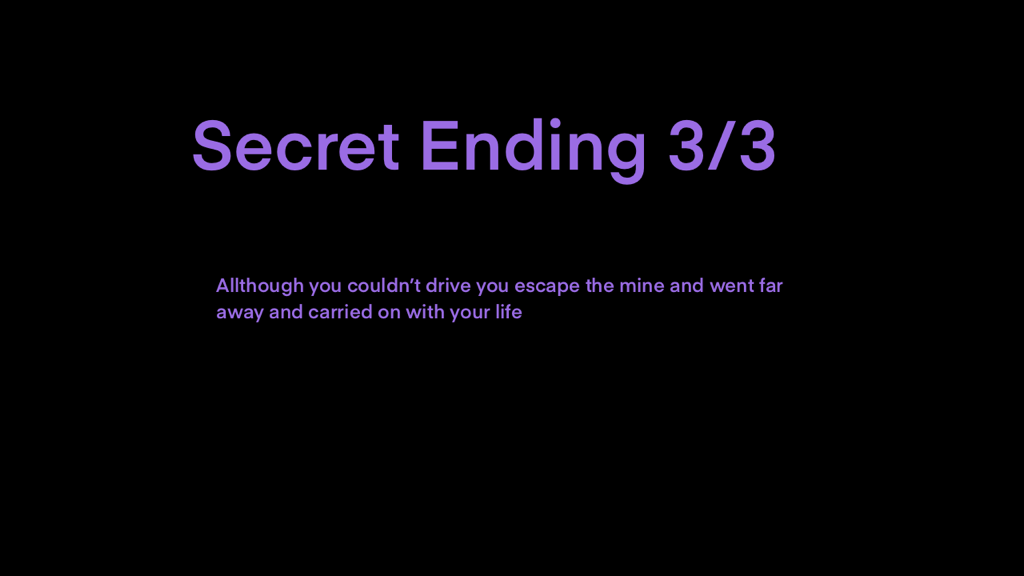 Secret Ending 3/3
Allthough you couldn’t drive you escape the mine and went far
away and carried on with your life